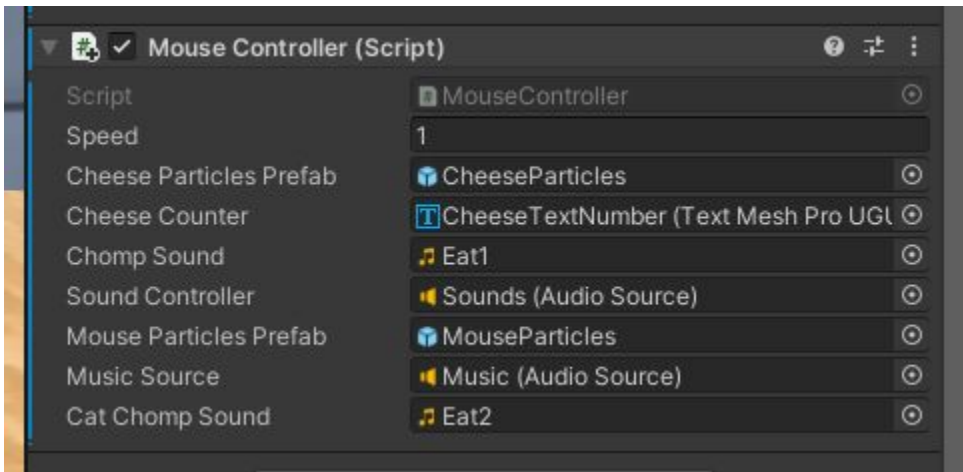 Mouse Controller (Script)
Script MouseController
Speed 1
Cheese Particles Prefab CheeseParticles
Cheese Counter CheeseTextNumber (Text Mesh Pro UGU
Chomp Sound Eat1
Sound Controller Sounds (Audio Source)
Mouse Particles Prefab MouseParticles
Music Source Music (Audio Source)
Cat Chomp Sound Eat2